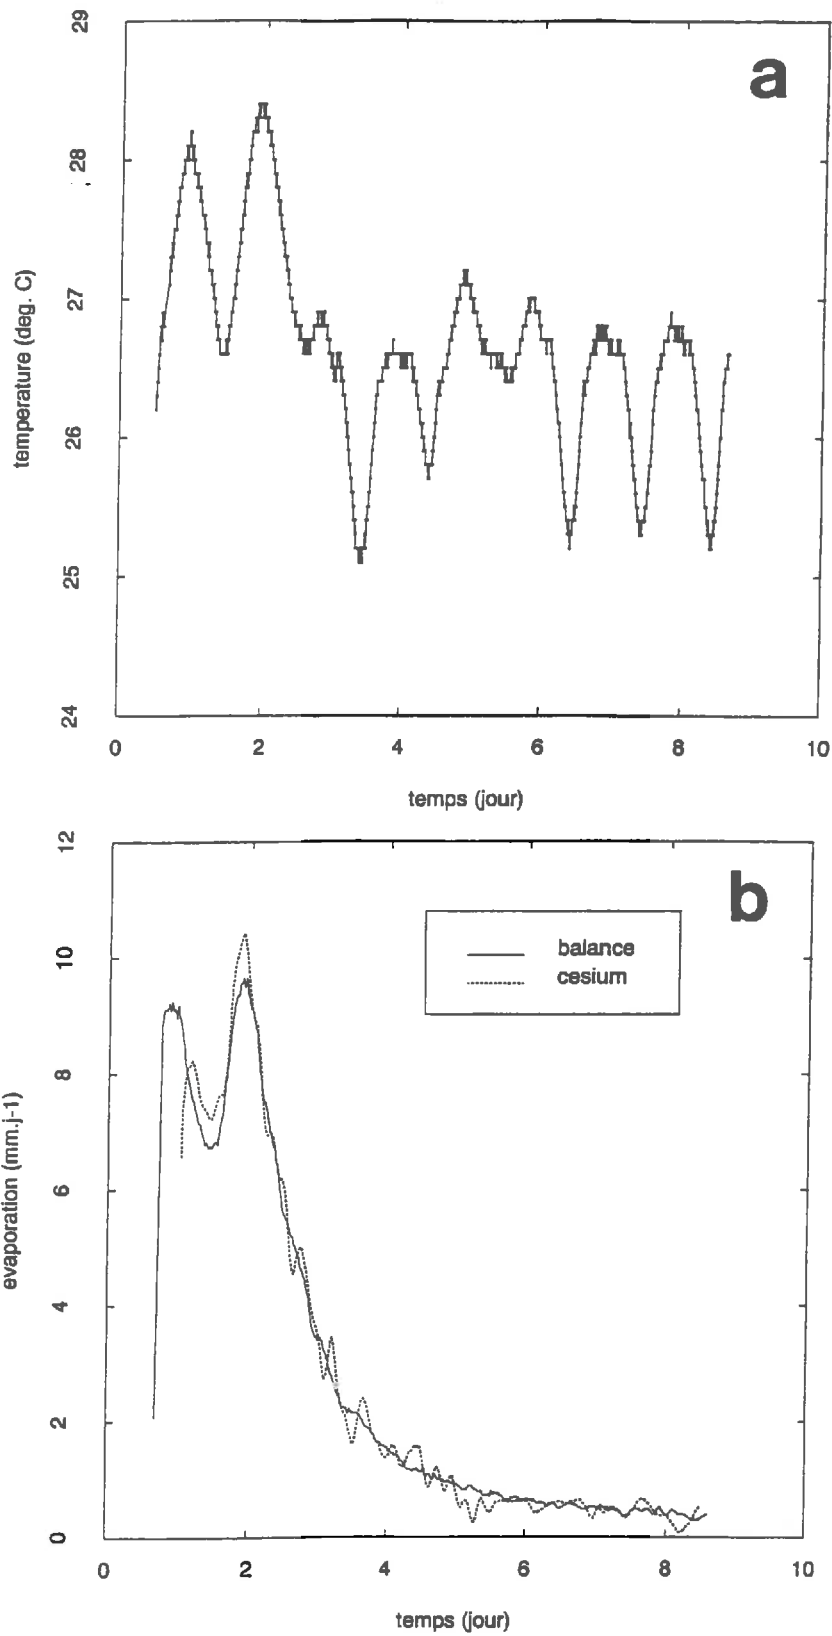 a
29
28
27
26
25
24
temperature (deg. C)
0 2 4 6 8 10
temps (jour)
b
balance
cesium
12
10
8
6
4
2
0
evaporation (mm.j-1)
0 2 4 6 8 10
temps (jour)